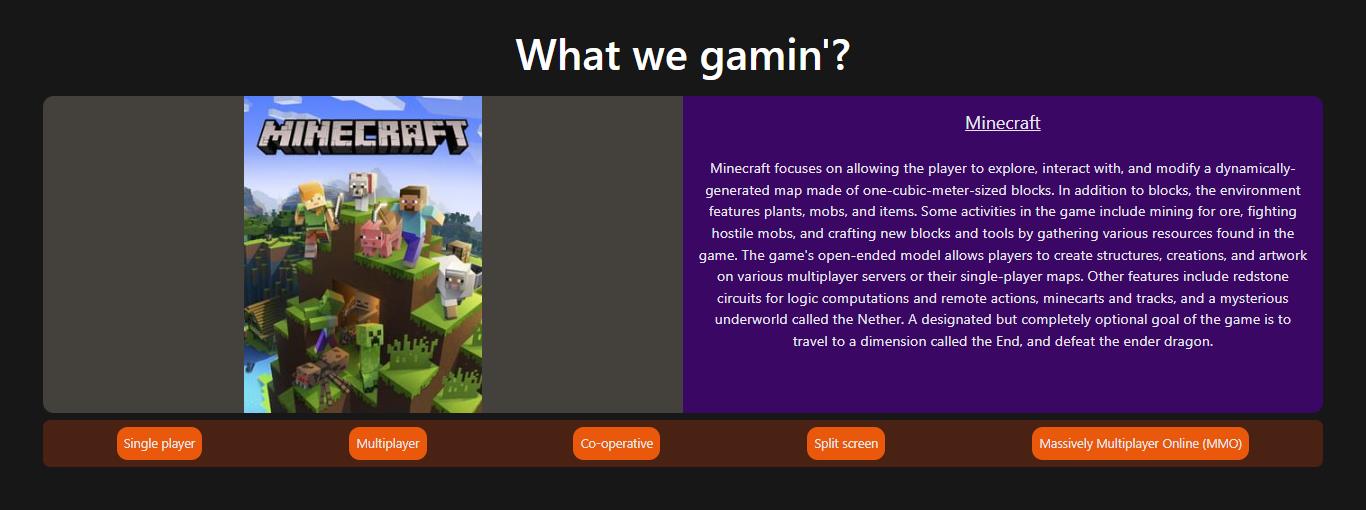 What we gamin'?
MINECRAFT
Minecraft
Minecraft focuses on allowing the player to explore, interact with, and modify a dynamically-
generated map made of one-cubic-meter-sized blocks. In addition to blocks, the environment
features plants, mobs, and items. Some activities in the game include mining for ore, fighting
hostile mobs, and crafting new blocks and tools by gathering various resources found in the
game. The game's open-ended model allows players to create structures, creations, and artwork
on various multiplayer servers or their single-player maps. Other features include redstone
circuits for logic computations and remote actions, minecarts and tracks, and a mysterious
underworld called the Nether. A designated but completely optional goal of the game is to
travel to a dimension called the End, and defeat the ender dragon.
Single player
Multiplayer
Co-operative
Split screen
Massively Multiplayer Online (MMO)